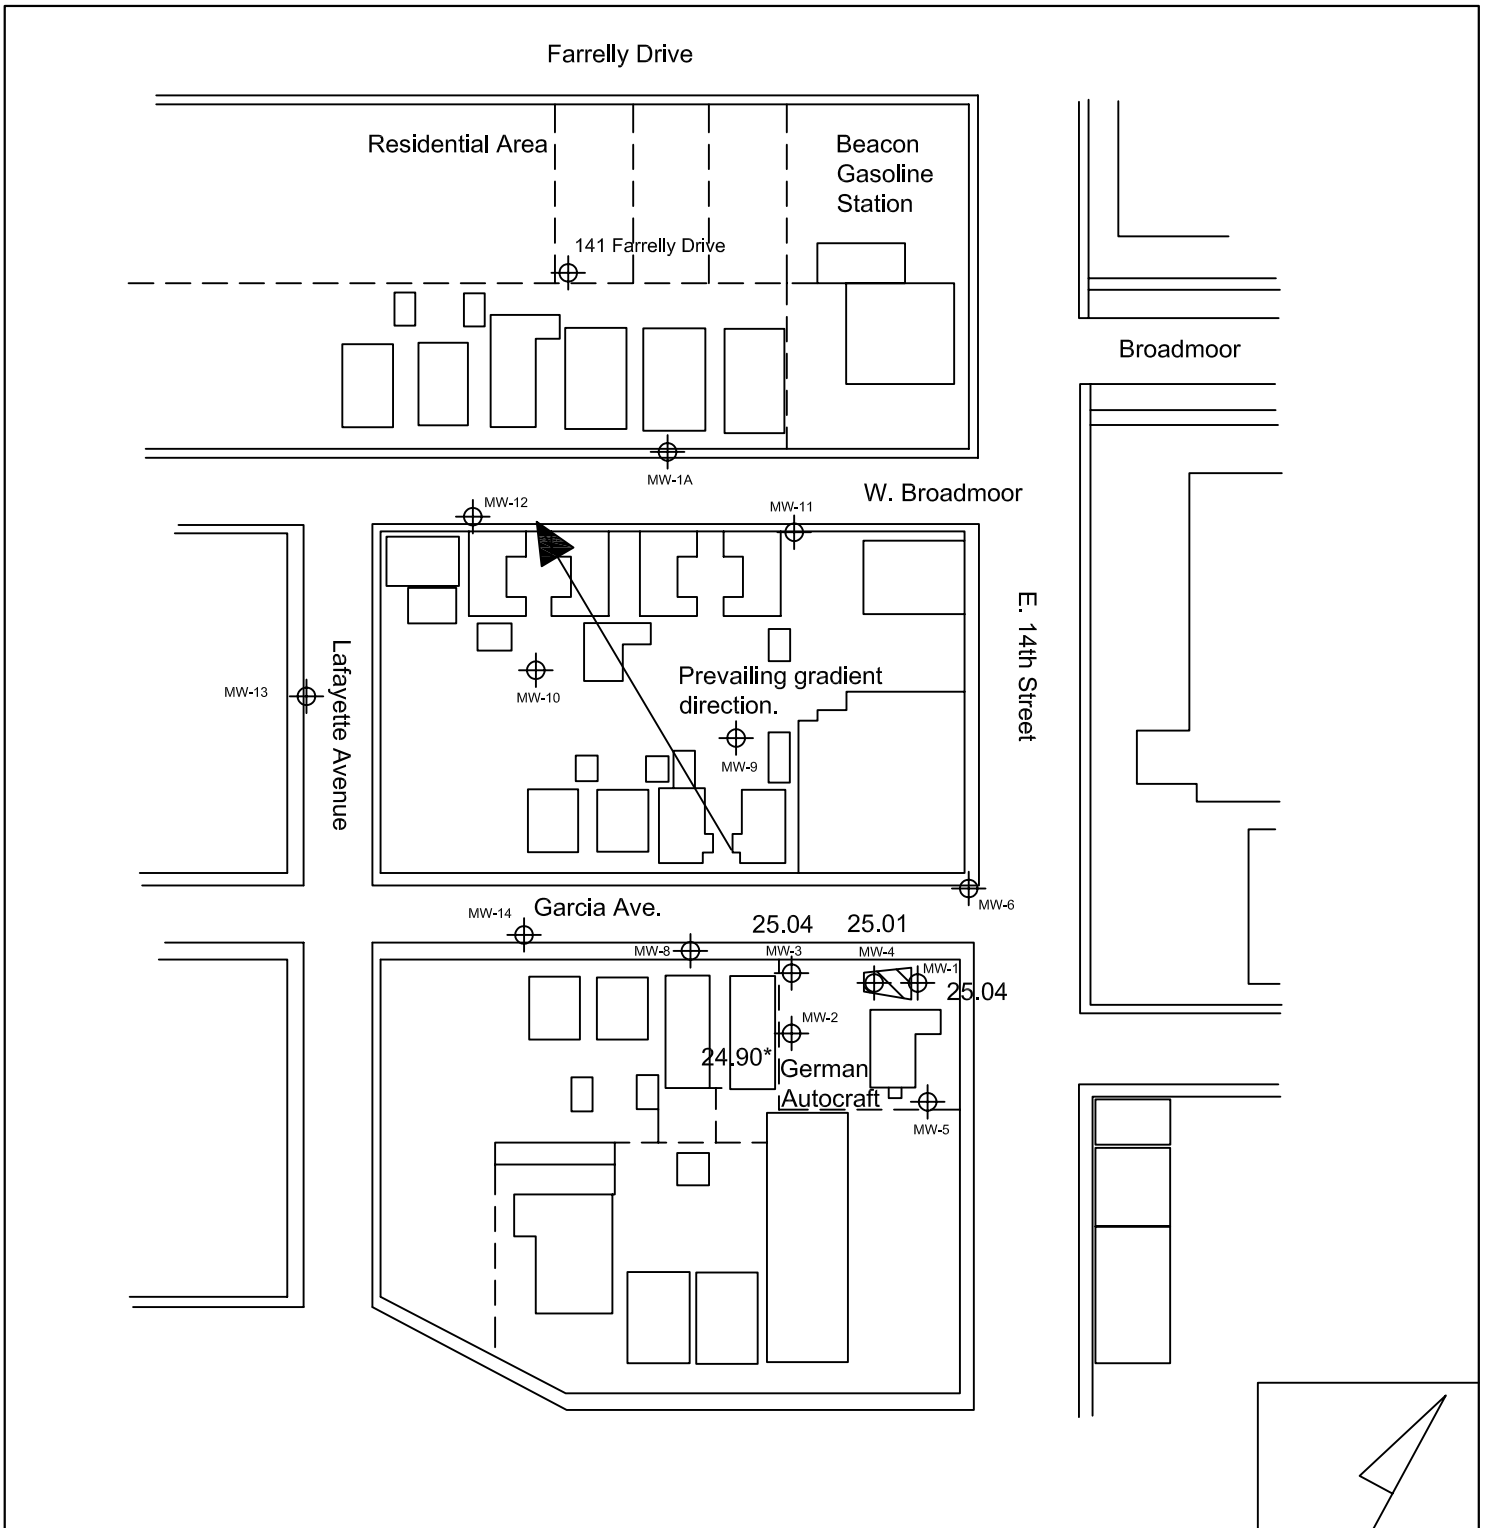 Farrelly Drive
Residential Area
Beacon
Gasoline
Station
141 Farrelly Drive
Broadmoor
MW-1A
W. Broadmoor
MW-12
MW-11
E. 14th Street
Lafayette Avenue
Prevailing gradient
direction.
MW-13
MW-10
MW-9
MW-6
Garcia Ave.
MW-14
25.04
25.01
MW-8
MW-3
MW-4
MW-1
25.04
MW-2
24.90*
German
Autocraft
MW-5